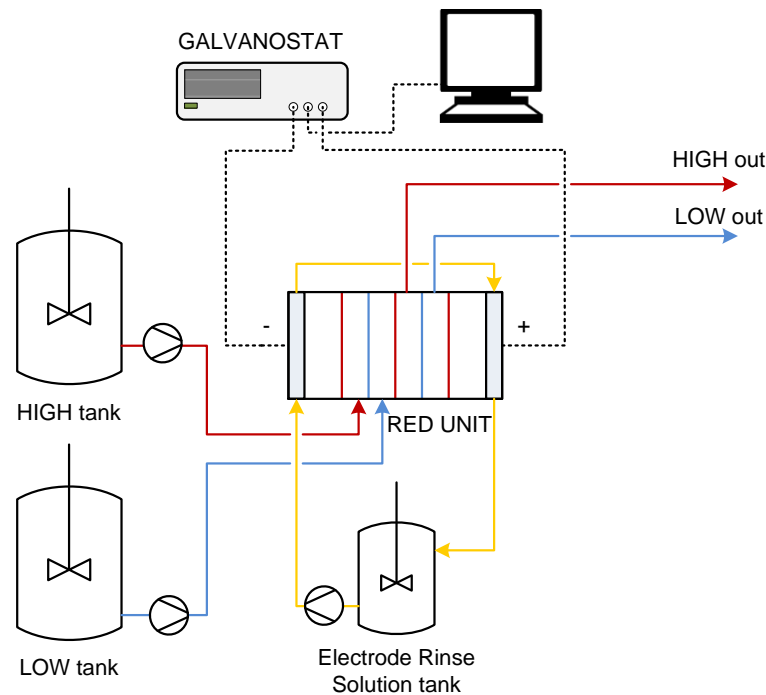 GALVANOSTAT
HIGH out
LOW out
-
+
HIGH tank
RED UNIT
LOW tank
Electrode Rinse
Solution tank